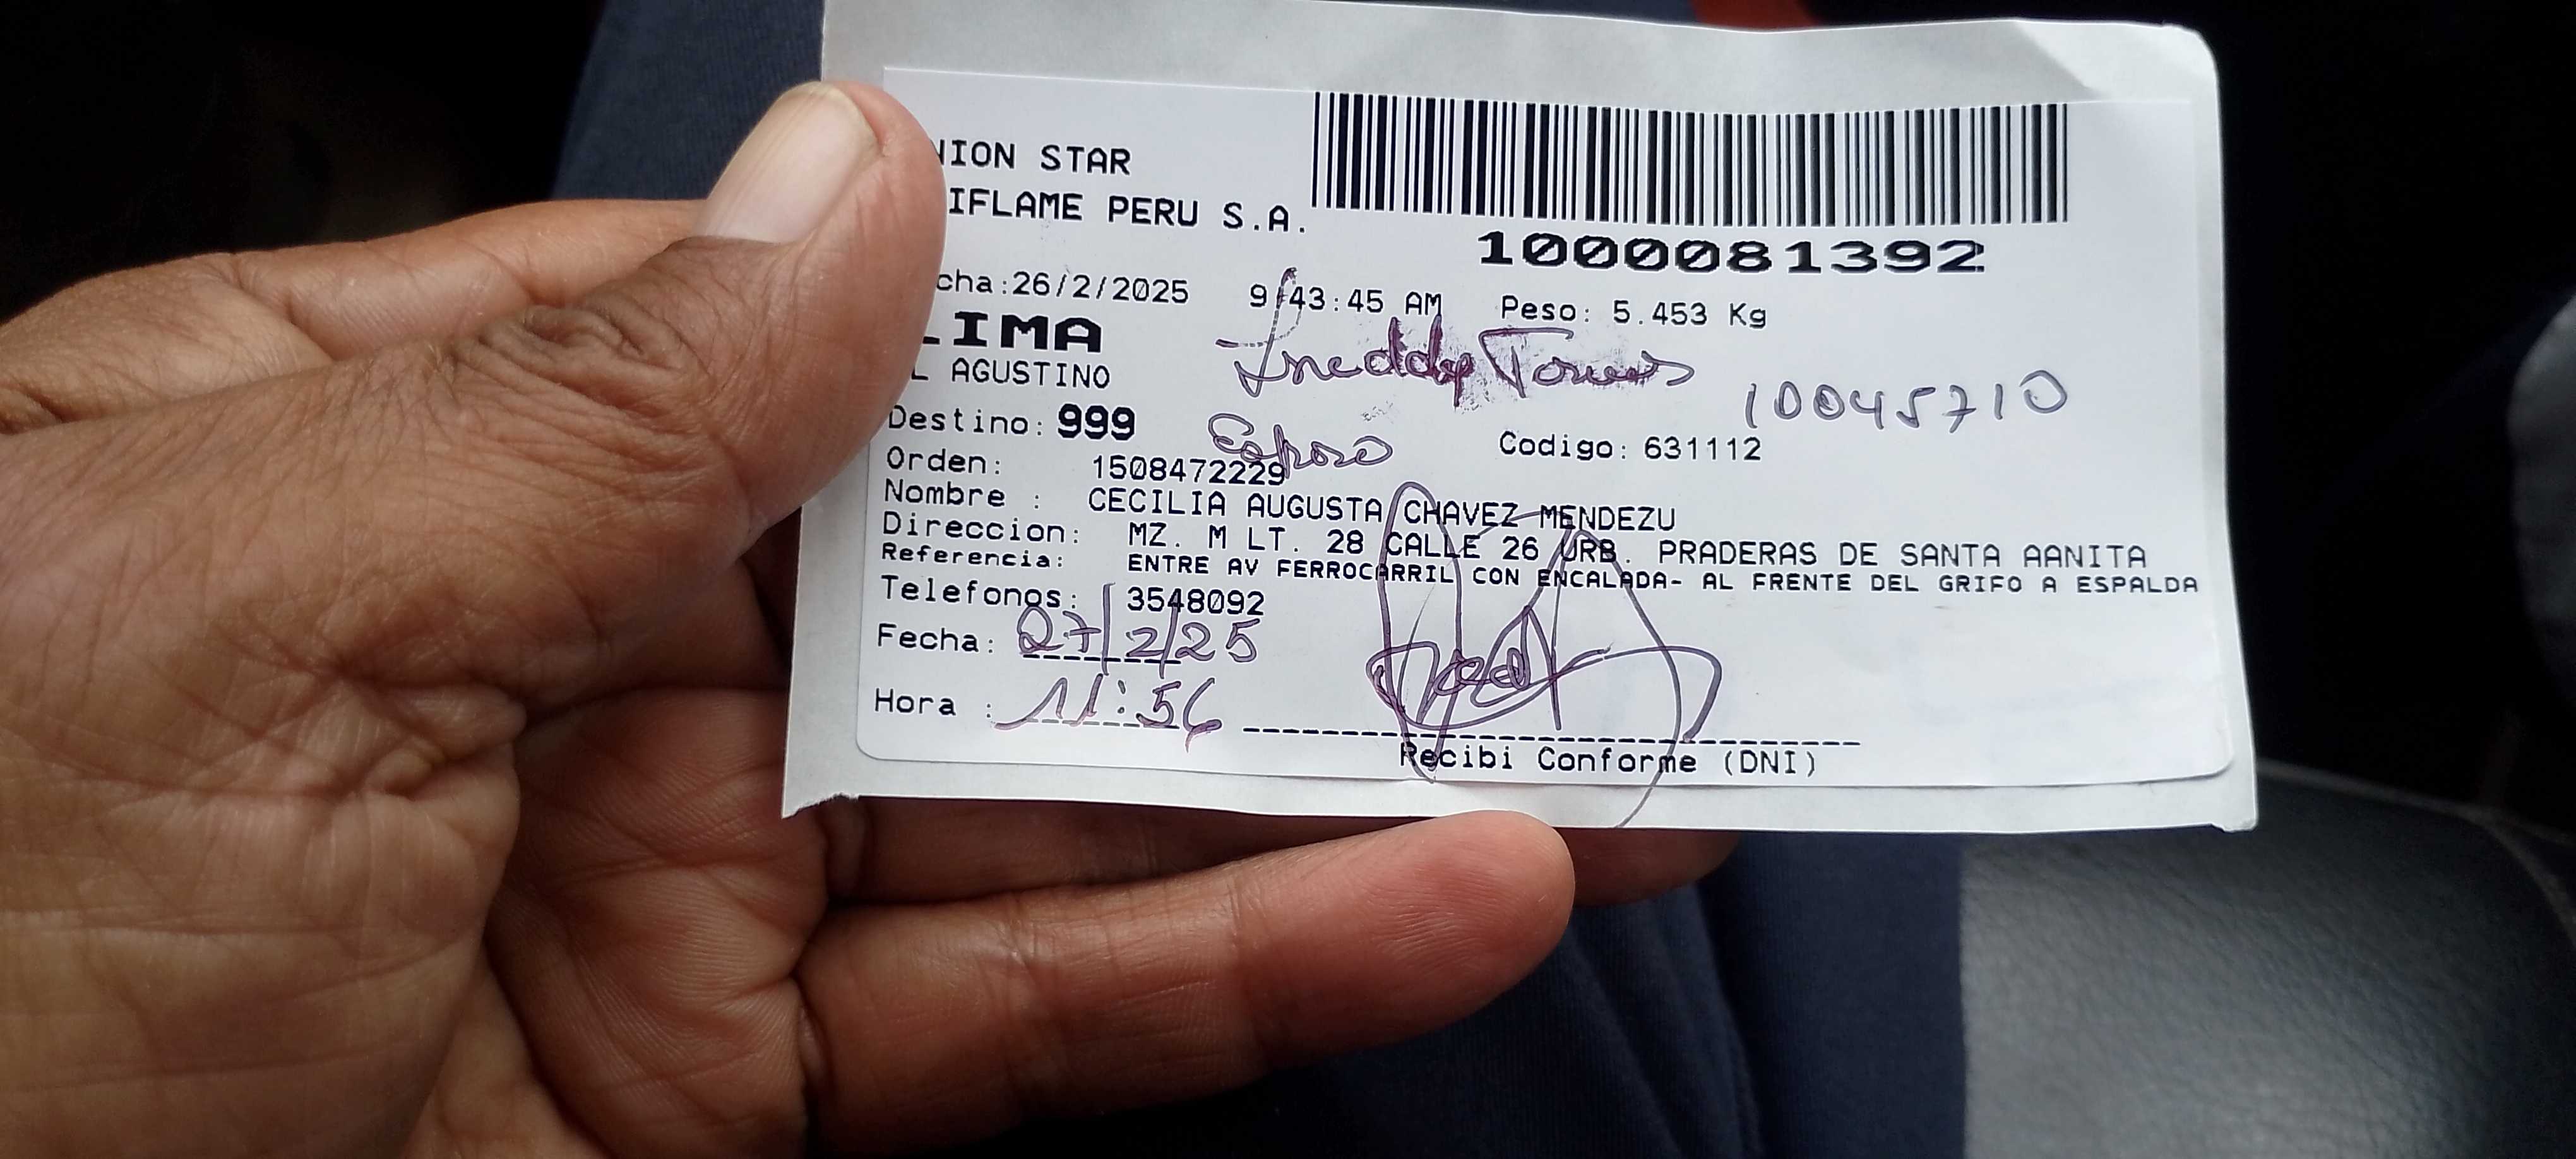 NION STAR
IFLAME PERU S.A.
1000081392
cha:26/2/2025 9:43:45 AM Peso: 5.453 Kg
LIMA
Freddy Torres
L AGUSTINO
10045710
Destino: 999
Esposo
Codigo: 631112
Orden: 1508472229
Nombre : CECILIA AUGUSTA CHAVEZ MENDEZU
Direccion: MZ. M LT. 28 CALLE 26 URB. PRADERAS DE SANTA AANITA
Referencia: ENTRE AV FERROCARRIL CON ENCALADA- AL FRENTE DEL GRIFO A ESPALDA
Telefonos: 3548092
Fecha: 27/2/25
Hora : 11:56
Recibi Conforme (DNI)